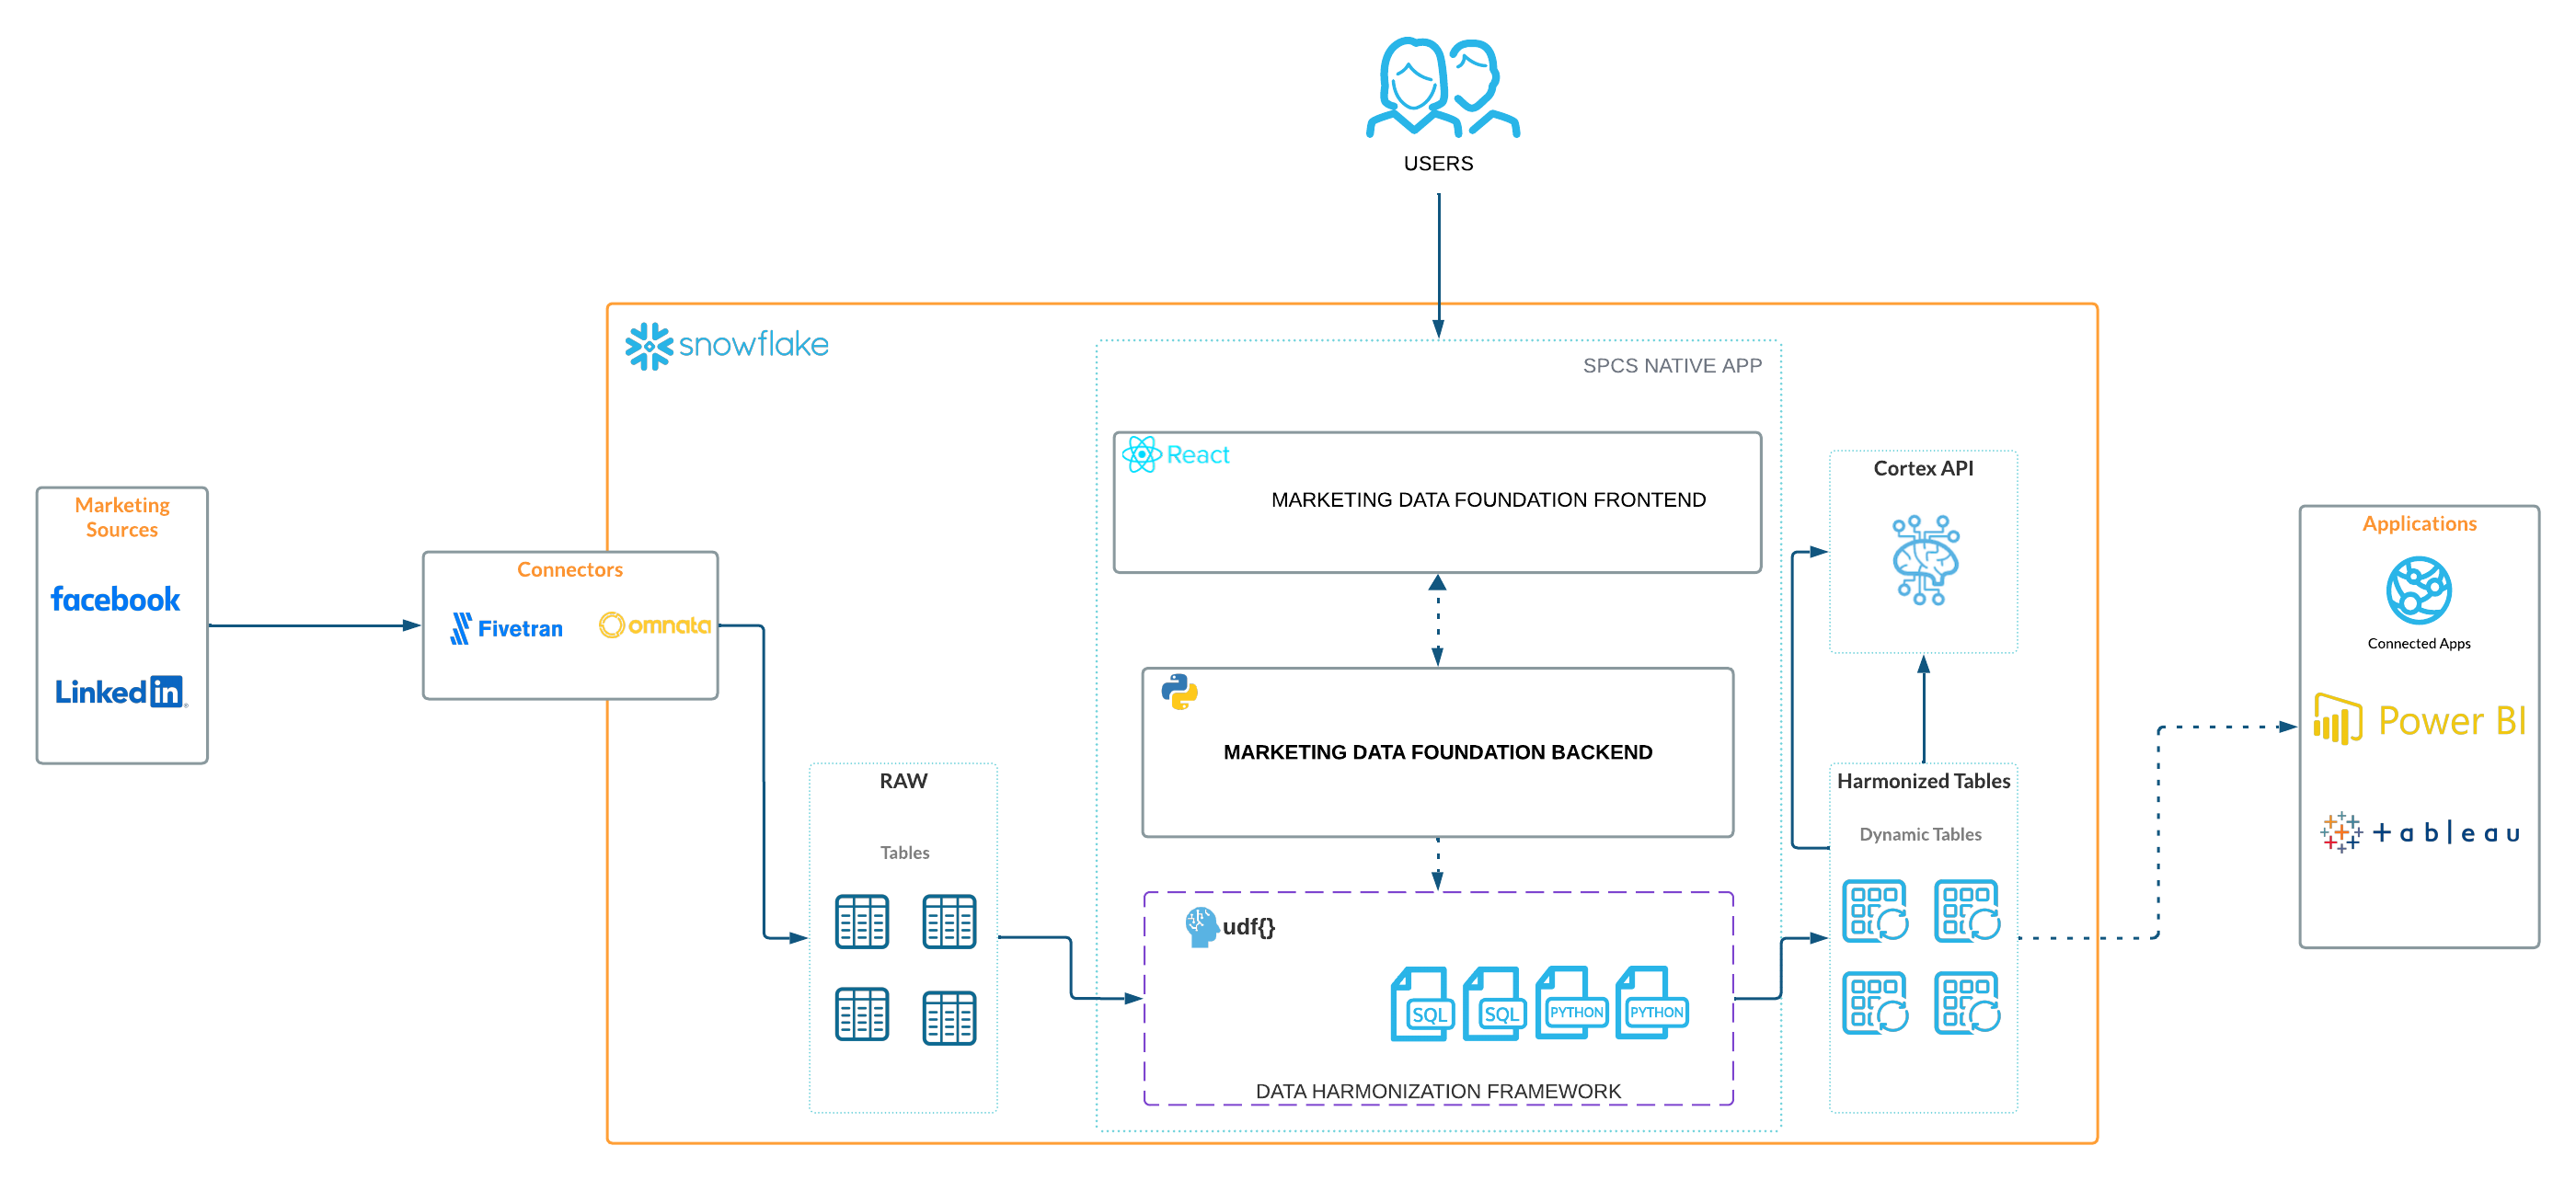 USERS
snowflake
SPCS NATIVE APP
React
MARKETING DATA FOUNDATION FRONTEND
Cortex API
Marketing
Sources
facebook
Linked in
Connectors
Fivetran
omnata
Applications
Connected Apps
Power BI
+ableau
MARKETING DATA FOUNDATION BACKEND
RAW
Tables
Harmonized Tables
Dynamic Tables
udf{}
SQL
SQL
PYTHON
PYTHON
DATA HARMONIZATION FRAMEWORK